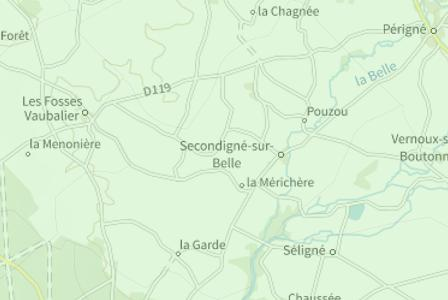 la Chagnée
Périgné
Forêt
la Belle
D119
Les Fosses
Vaubalier
Pouzou
la Menonière
Secondigné-sur-
Belle
Vernoux-s
Boutonn
la Mérichère
la Garde
Séligné
Chaussée